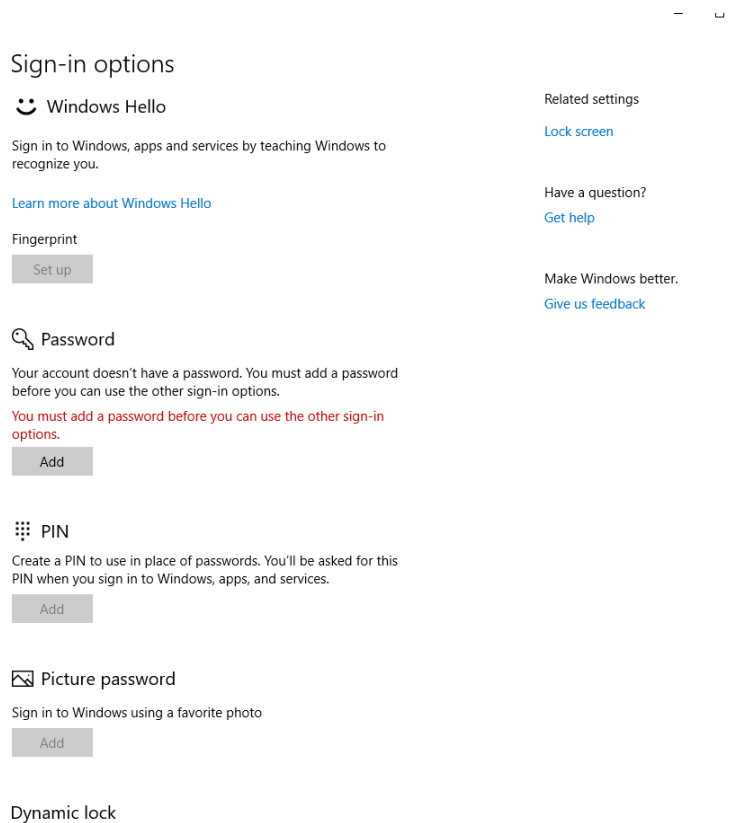 Sign-in options
Windows Hello
Sign in to Windows, apps and services by teaching Windows to
recognize you.
Learn more about Windows Hello
Fingerprint
Set up
Password
Your account doesn't have a password. You must add a password
before you can use the other sign-in options.
You must add a password before you can use the other sign-in
options.
Add
PIN
Create a PIN to use in place of passwords. You'll be asked for this
PIN when you sign in to Windows, apps, and services.
Add
Picture password
Sign in to Windows using a favorite photo
Add
Dynamic lock
Related settings
Lock screen
Have a question?
Get help
Make Windows better.
Give us feedback